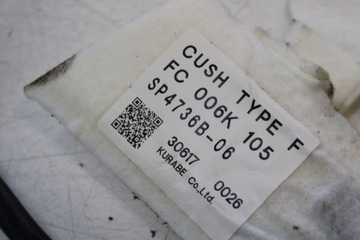 CUSH TYPE F
FC 006K 105
SP4736B-06
30617 0026
KURABE Co.,Ltd.